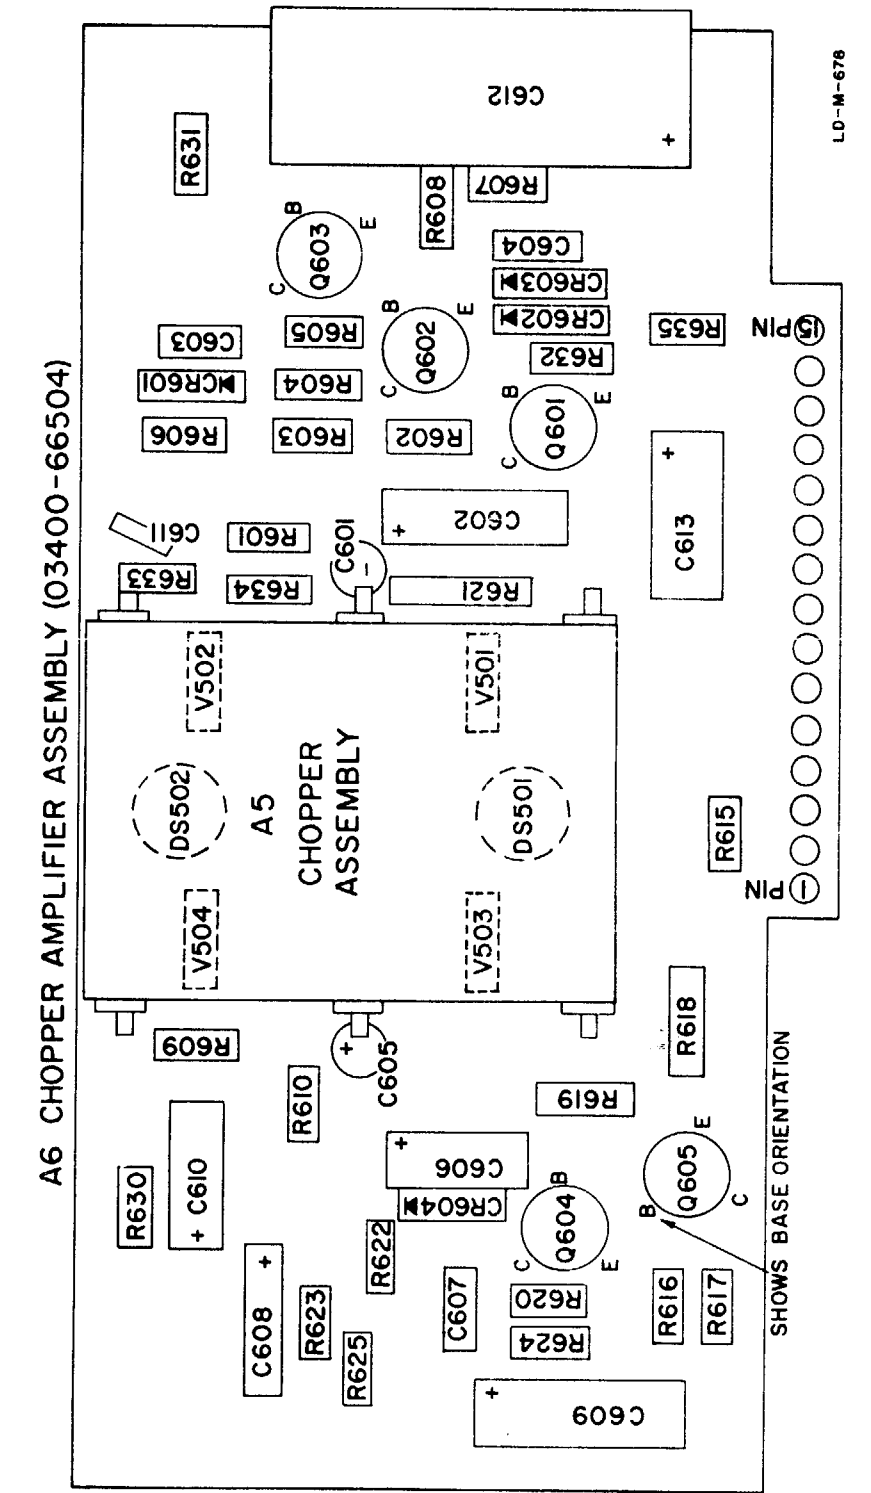 A6 CHOPPER AMPLIFIER ASSEMBLY (03400-66504)
LD-M-678
C612
+
R631
R607
R608
B
E
C
Q603
C604
CR603
CR602
R632
R635
PIN 15
C603
CR601
R606
R605
R604
R603
R602
B
E
C
Q602
B
E
C
Q601
C611
R633
R601
R634
C601
-
C602
+
R621
C613
+
V502
V501
DS502
DS501
A5
CHOPPER
ASSEMBLY
V504
V503
R615
PIN 1
R609
C605
+
R610
R618
R619
R630
C610
+
C606
+
CR604
R622
B
C
E
Q604
E
B
C
Q605
SHOWS BASE ORIENTATION
C608
+
R623
R625
C607
R620
R624
R616
R617
C609
+